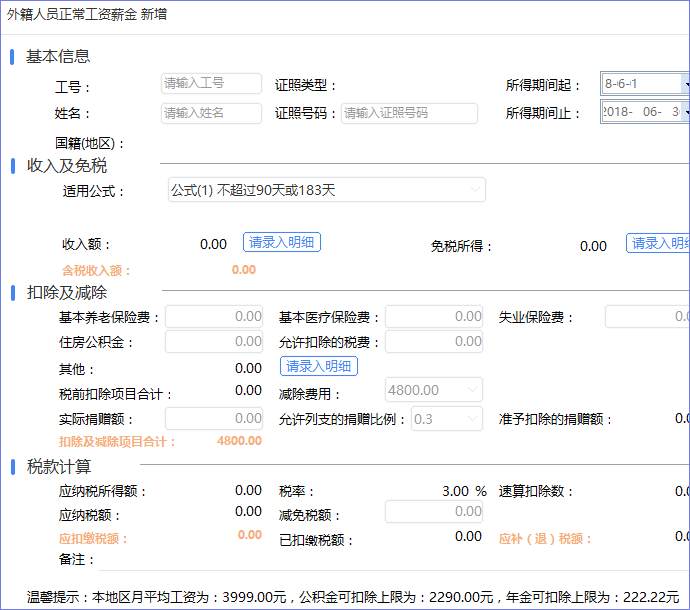 外籍人员正常工资薪金 新增
基本信息
工号： 请输入工号 证照类型： 所得期间起： 8-6-1
姓名： 请输入姓名 证照号码： 请输入证照号码 所得期间止： 2018- 06- 3
国籍(地区)：
收入及免税
适用公式： 公式(1) 不超过90天或183天
收入额： 0.00 请录入明细 免税所得： 0.00 请录入明
含税收入额： 0.00
扣除及减除
基本养老保险费： 0.00 基本医疗保险费： 0.00 失业保险费： 0.
住房公积金： 0.00 允许扣除的税费： 0.00
其他： 0.00 请录入明细
税前扣除项目合计： 0.00 减除费用： 4800.00
实际捐赠额： 0.00 允许列支的捐赠比例： 0.3 准予扣除的捐赠额： 0.
扣除及减除项目合计： 4800.00
税款计算
应纳税所得额： 0.00 税率： 3.00 % 速算扣除数： 0.
应纳税额： 0.00 减免税额： 0.00
应扣缴税额： 0.00 已扣缴税额： 0.00 应补（退）税额： 0.
备注：
温馨提示：本地区月平均工资为：3999.00元，公积金可扣除上限为：2290.00元，年金可扣除上限为：222.22元